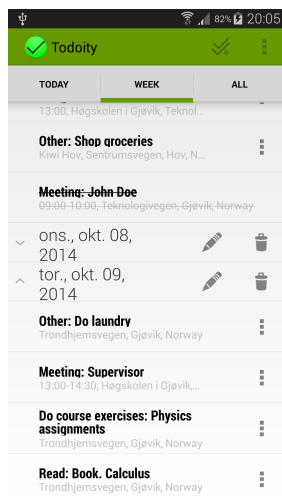 82% 20:05
Todoity
TODAY WEEK ALL
13:00, Høgskolen i Gjøvik, Teknol...
Other: Shop groceries
Kiwi Hov, Sentrumsvegen, Hov, N...
Meeting: John Doe
09:00-10:00, Teknologivegen, Gjøvik, Norway
ons., okt. 08,
2014
tor., okt. 09,
2014
Other: Do laundry
Trondhjemsvegen, Gjøvik, Norway
Meeting: Supervisor
13:00-14:30, Høgskolen i Gjøvik,...
Do course exercises: Physics
assignments
Trondhjemsvegen, Gjøvik, Norway
Read: Book. Calculus
Trondhjemsvegen, Gjøvik, Norway